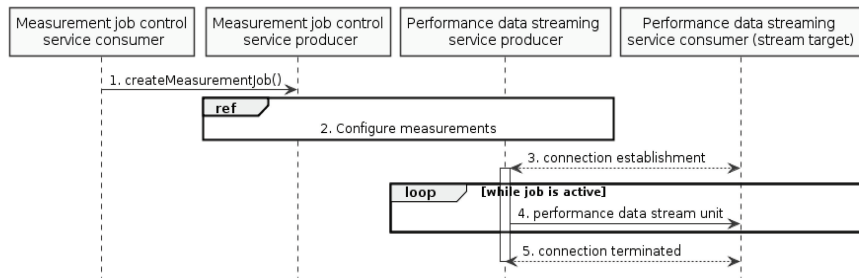 Measurement job control
service consumer
Measurement job control
service producer
Performance data streaming
service producer
Performance data streaming
service consumer (stream target)
1. createMeasurementJob()
ref
2. Configure measurements
3. connection establishment
loop
[while job is active]
4. performance data stream unit
5. connection terminated